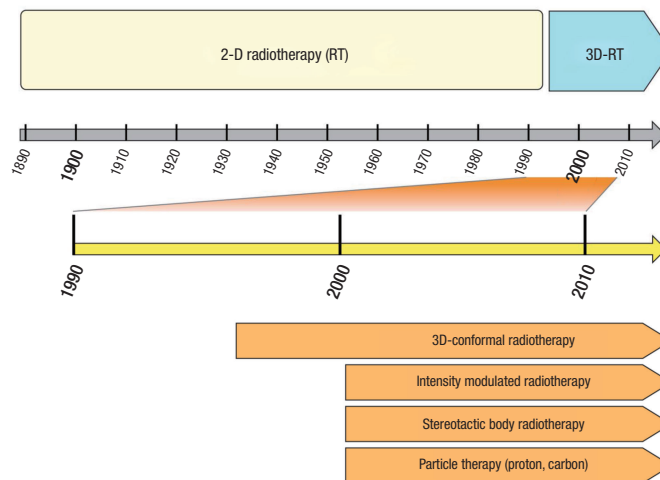 2-D radiotherapy (RT)
3D-RT
1890 1900 1910 1920 1930 1940 1950 1960 1970 1980 1990 2000 2010
1990 2000 2010
3D-conformal radiotherapy
Intensity modulated radiotherapy
Stereotactic body radiotherapy
Particle therapy (proton, carbon)